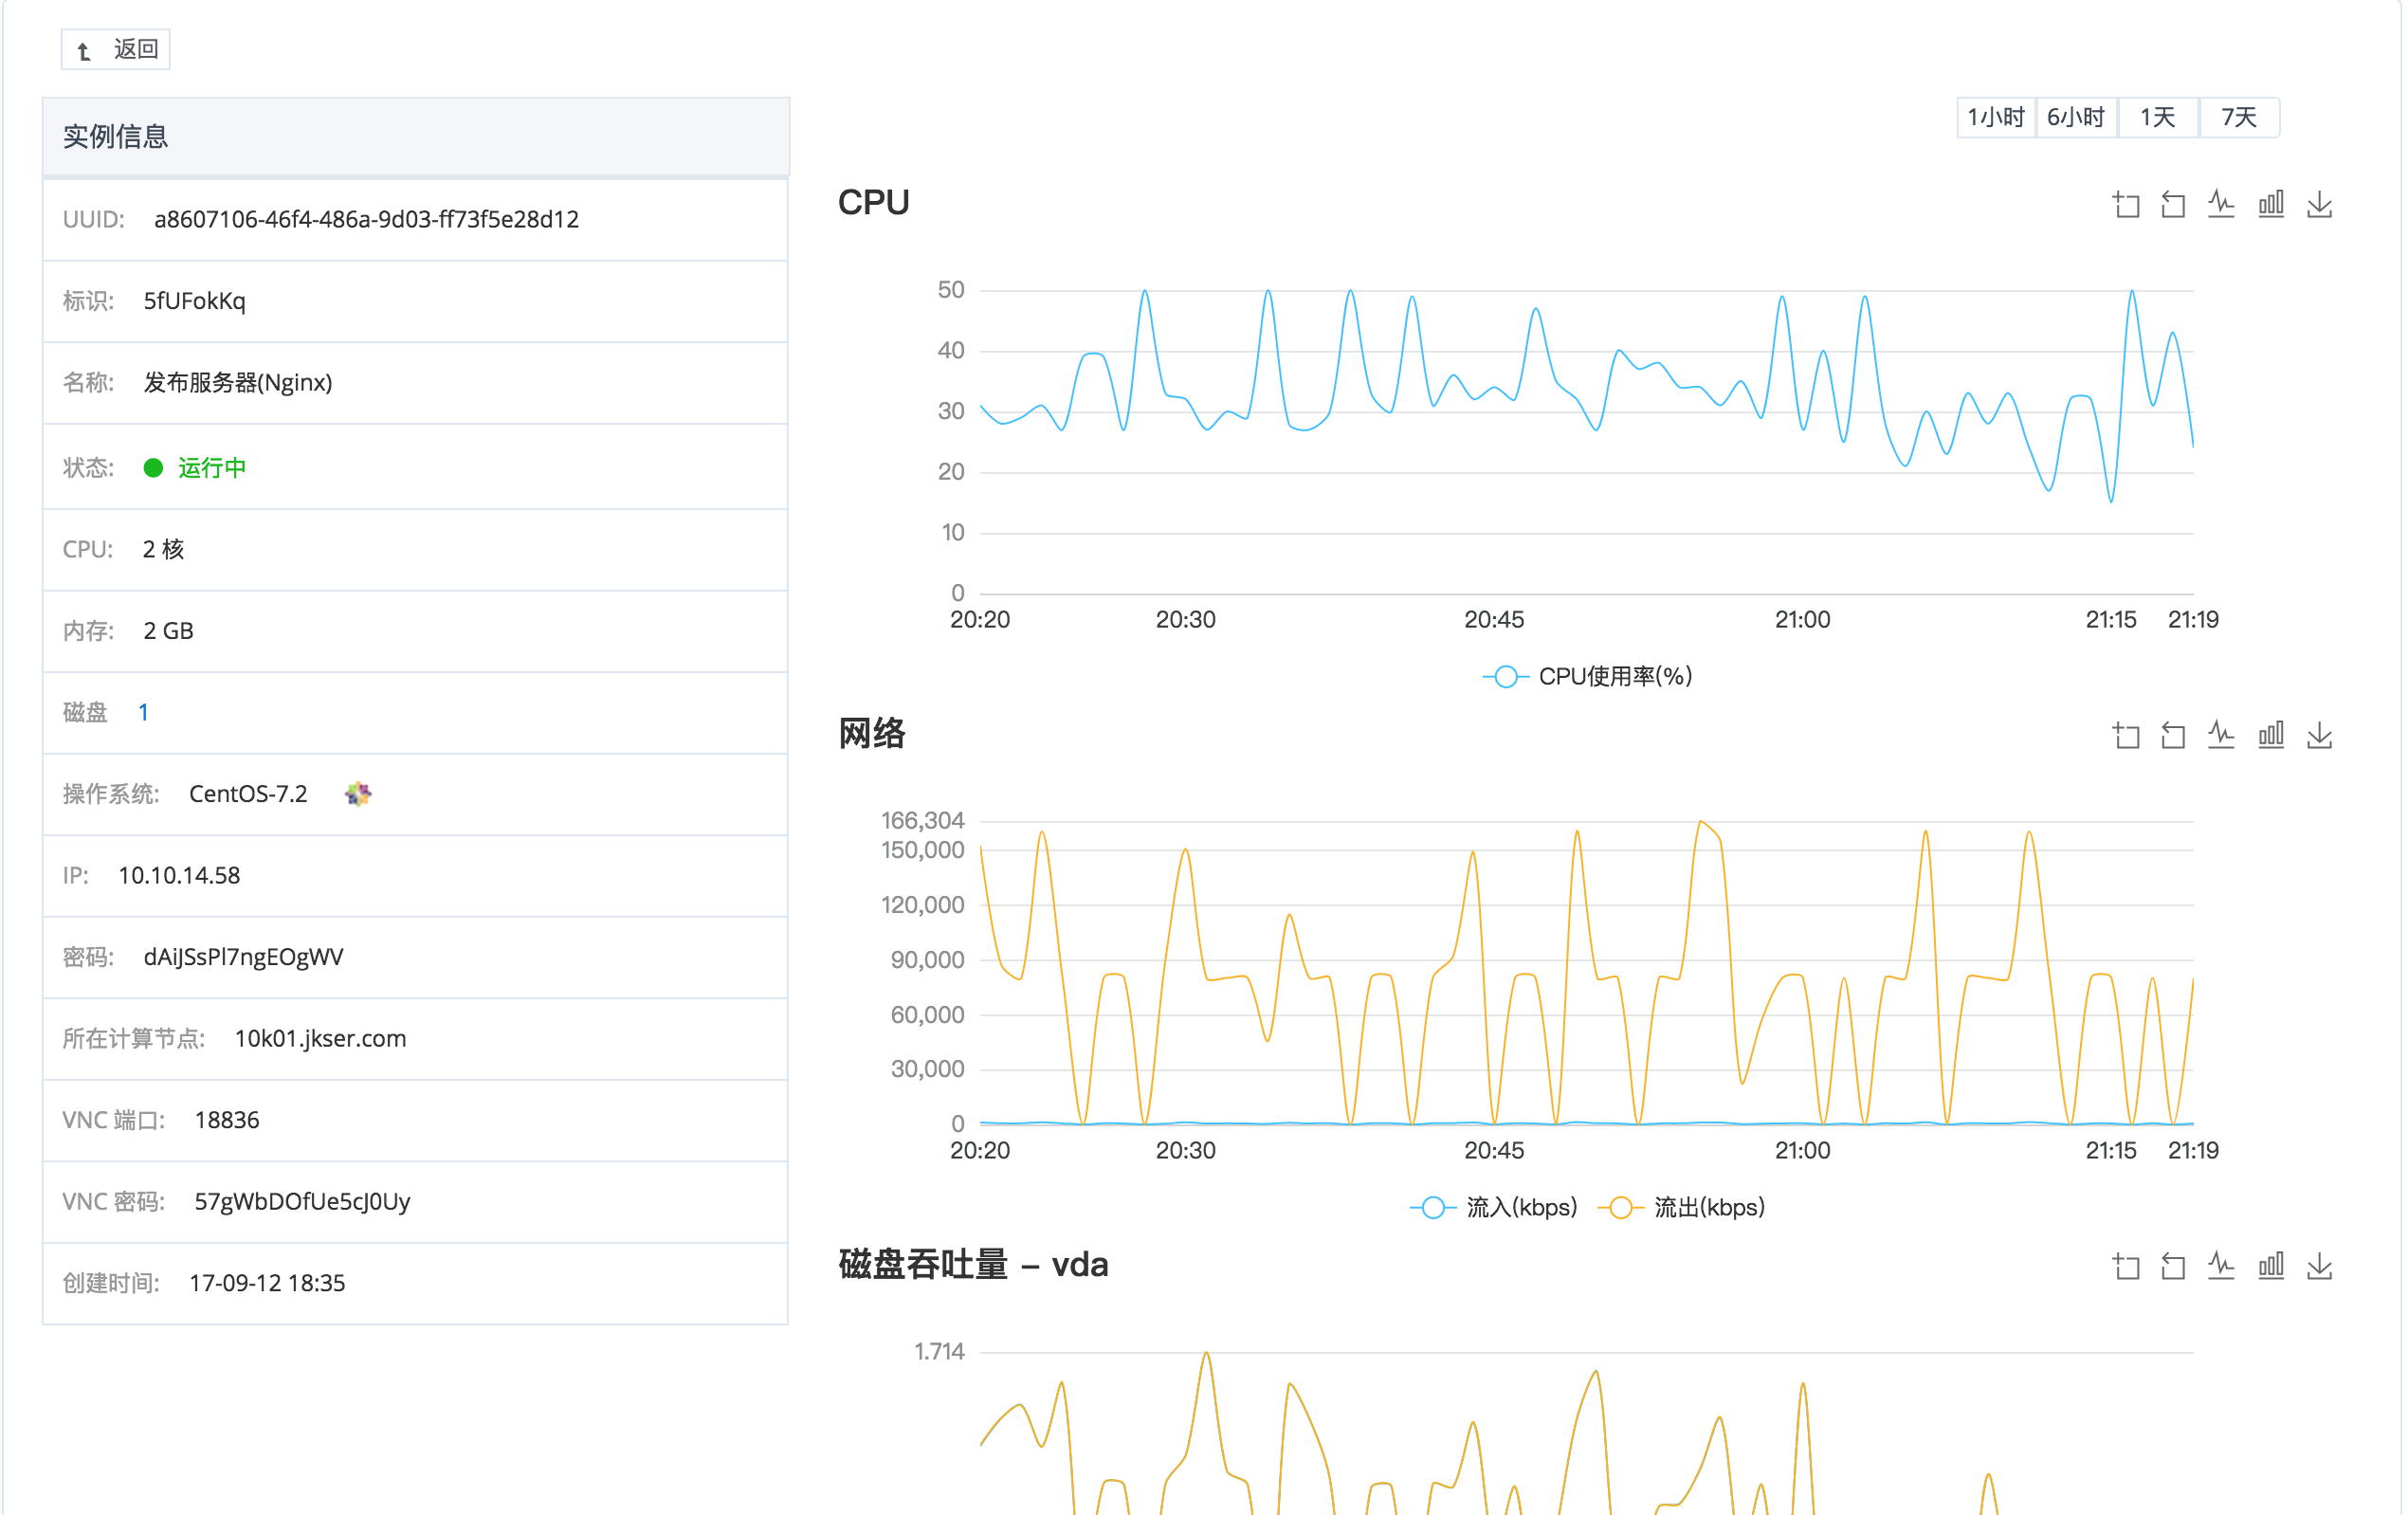 返回
实例信息
UUID: a8607106-46f4-486a-9d03-ff73f5e28d12
标识: 5fUFokKq
名称: 发布服务器(Nginx)
状态: 运行中
CPU: 2 核
内存: 2 GB
磁盘 1
操作系统: CentOS-7.2
IP: 10.10.14.58
密码: dAiJSsPl7ngEOgWV
所在计算节点: 10k01.jkser.com
VNC 端口: 18836
VNC 密码: 57gWbDOfUe5cJ0Uy
创建时间: 17-09-12 18:35
1小时 6小时 1天 7天
CPU
50
40
30
20
10
0
20:20 20:30 20:45 21:00 21:15 21:19
CPU使用率(%)
网络
166,304
150,000
120,000
90,000
60,000
30,000
0
20:20 20:30 20:45 21:00 21:15 21:19
流入(kbps) 流出(kbps)
磁盘吞吐量 – vda
1.714